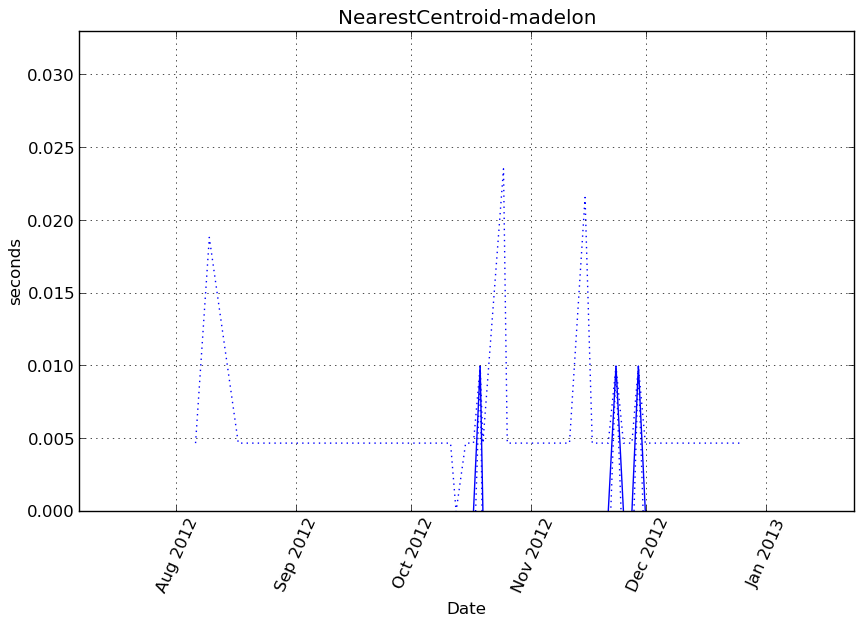 NearestCentroid-madelon
0.030
0.025
0.020
0.015
0.010
0.005
0.000
seconds
Aug 2012
Sep 2012
Oct 2012
Nov 2012
Dec 2012
Jan 2013
Date